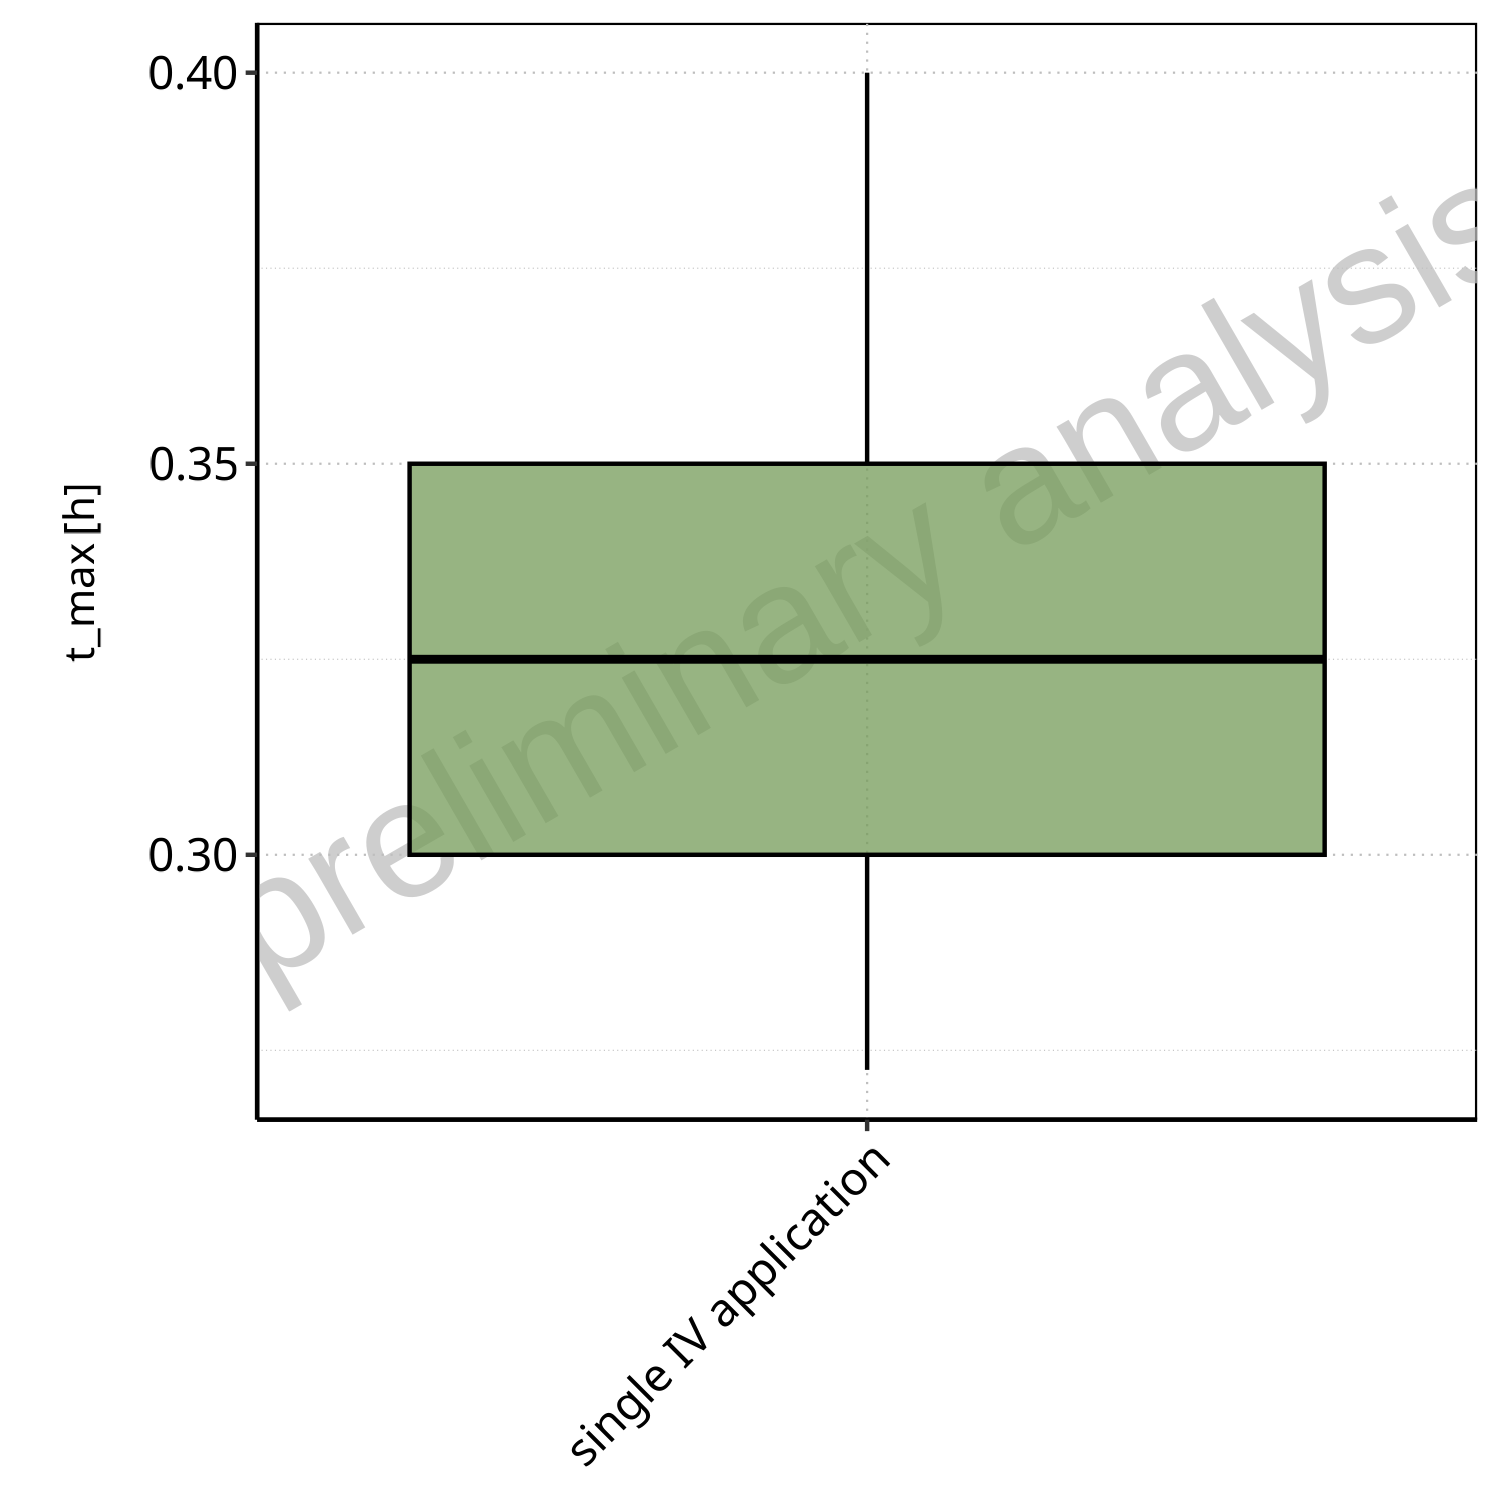 0.40
0.35
0.30
t_max [h]
preliminary analysis
single IV application